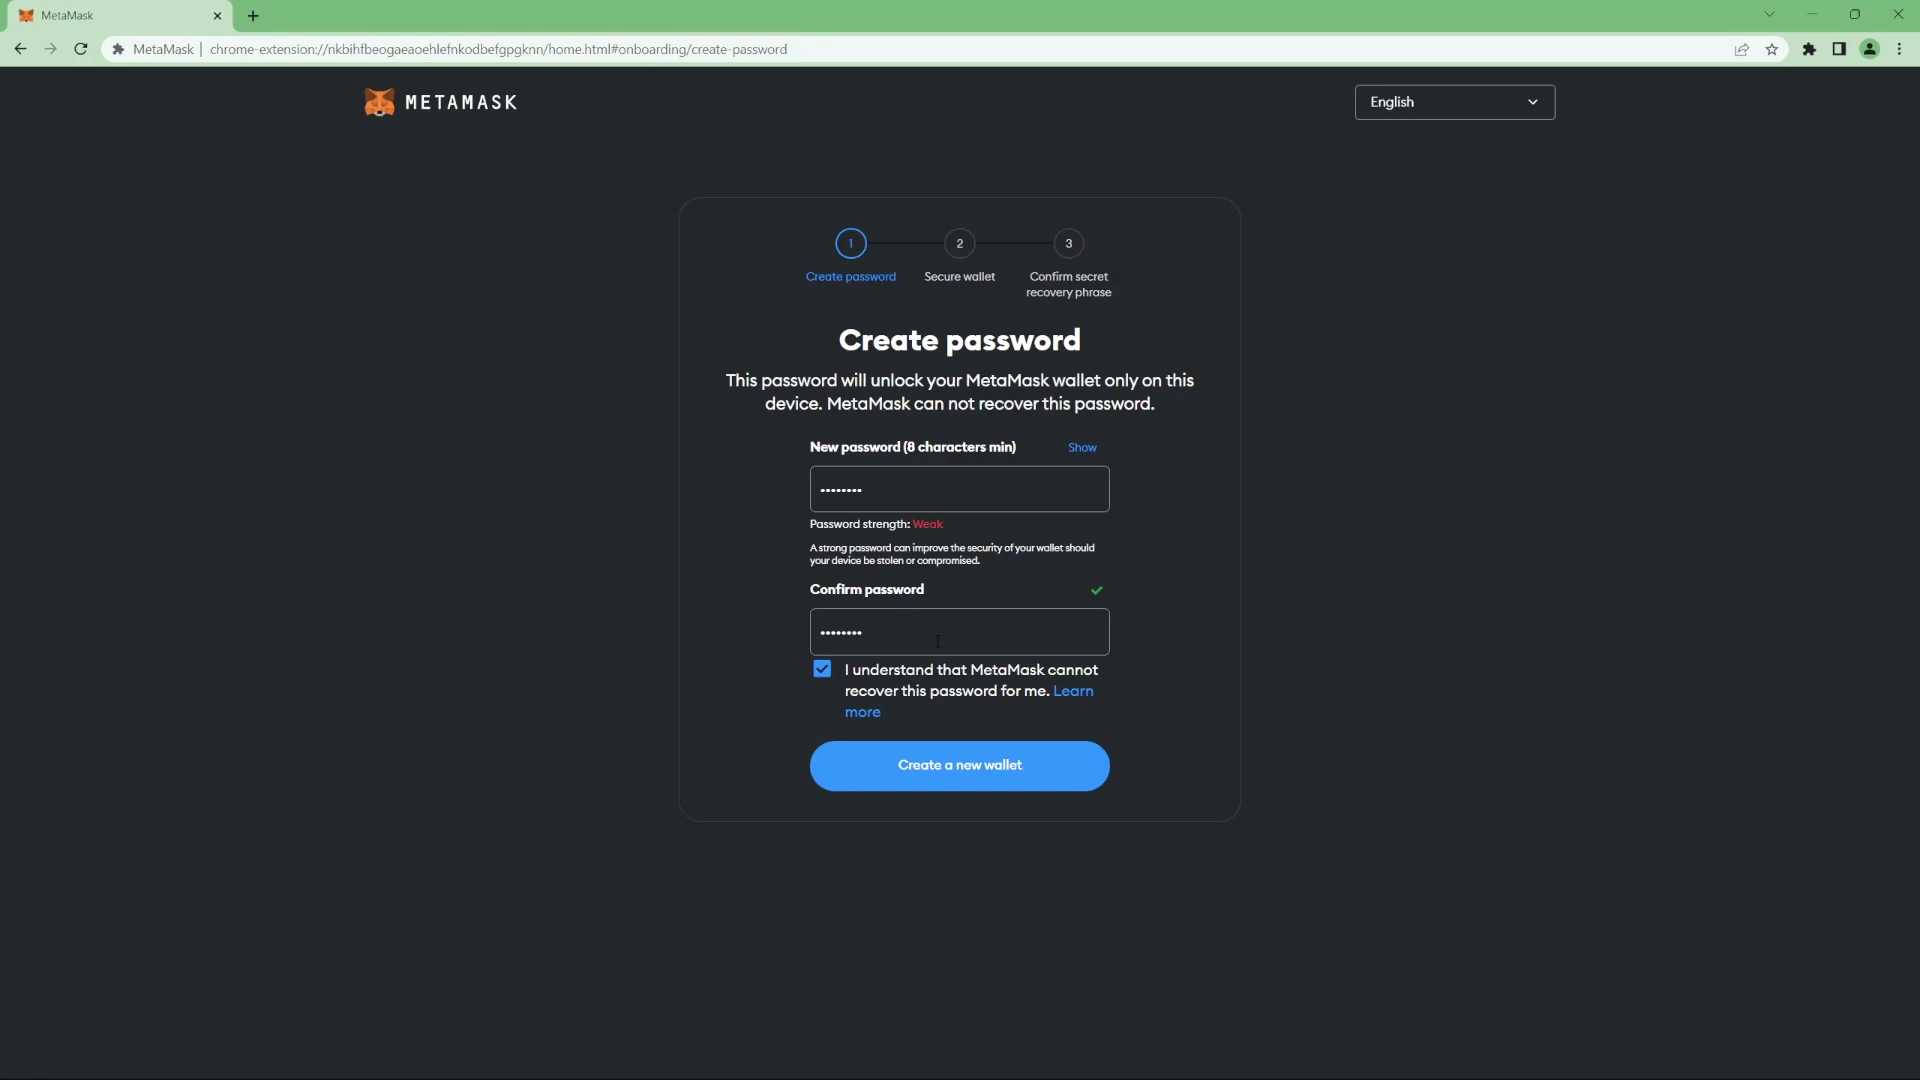 MetaMask
MetaMask | chrome-extension://nkbihfbeogaeaoehlefnkodbefgpgknn/home.html#onboarding/create-password
METAMASK
English
1
2
3
Create password
Secure wallet
Confirm secret
recovery phrase
Create password
This password will unlock your MetaMask wallet only on this
device. MetaMask can not recover this password.
New password (8 characters min)
Show
••••••••
Password strength: Weak
A strong password can improve the security of your wallet should
your device be stolen or compromised.
Confirm password
••••••••
I understand that MetaMask cannot
recover this password for me. Learn
more
Create a new wallet